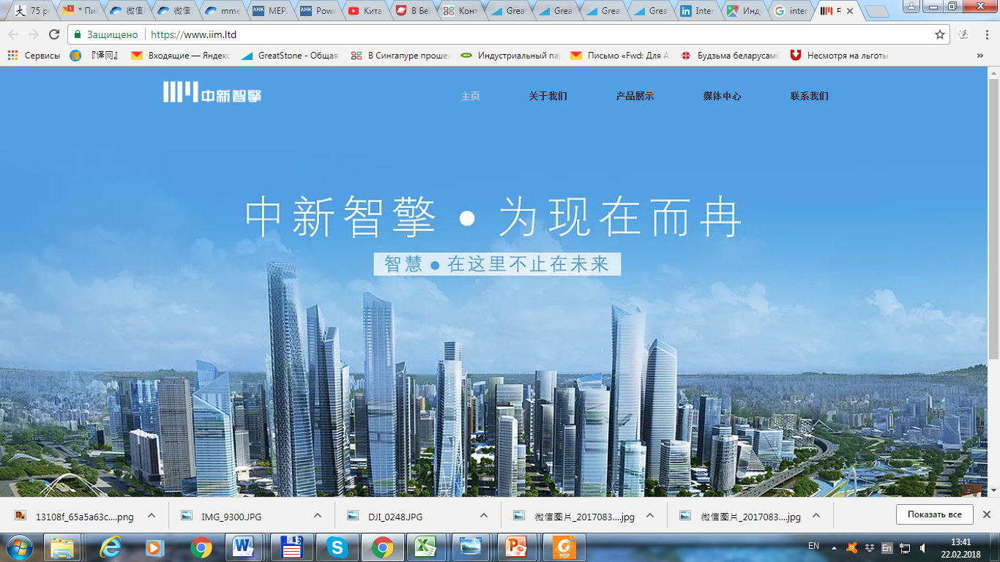 75 p
* Пи
微信
微信
mme
MEP.
Powe
Кита
В Бе
Конт
Grea
Grea
Grea
Grea
Inter
Инду
inter
Защищено https://www.iim.ltd
Сервисы 『译网』 Входящие — Яндекс GreatStone - Общая В Сингапуре прошел Индустриальный па Письмо «Fwd: Для А Будзьма беларусамі! Несмотря на льготы
»
中新智擎 主页 关于我们 产品展示 媒体中心 联系我们
中新智擎 • 为现在而冉
智慧 • 在这里不止在未来
13108f_65a5a63c....png IMG_9300.JPG DJI_0248.JPG 微信图片_2017083....jpg 微信图片_2017083....jpg Показать все
EN En 13:41
22.02.2018